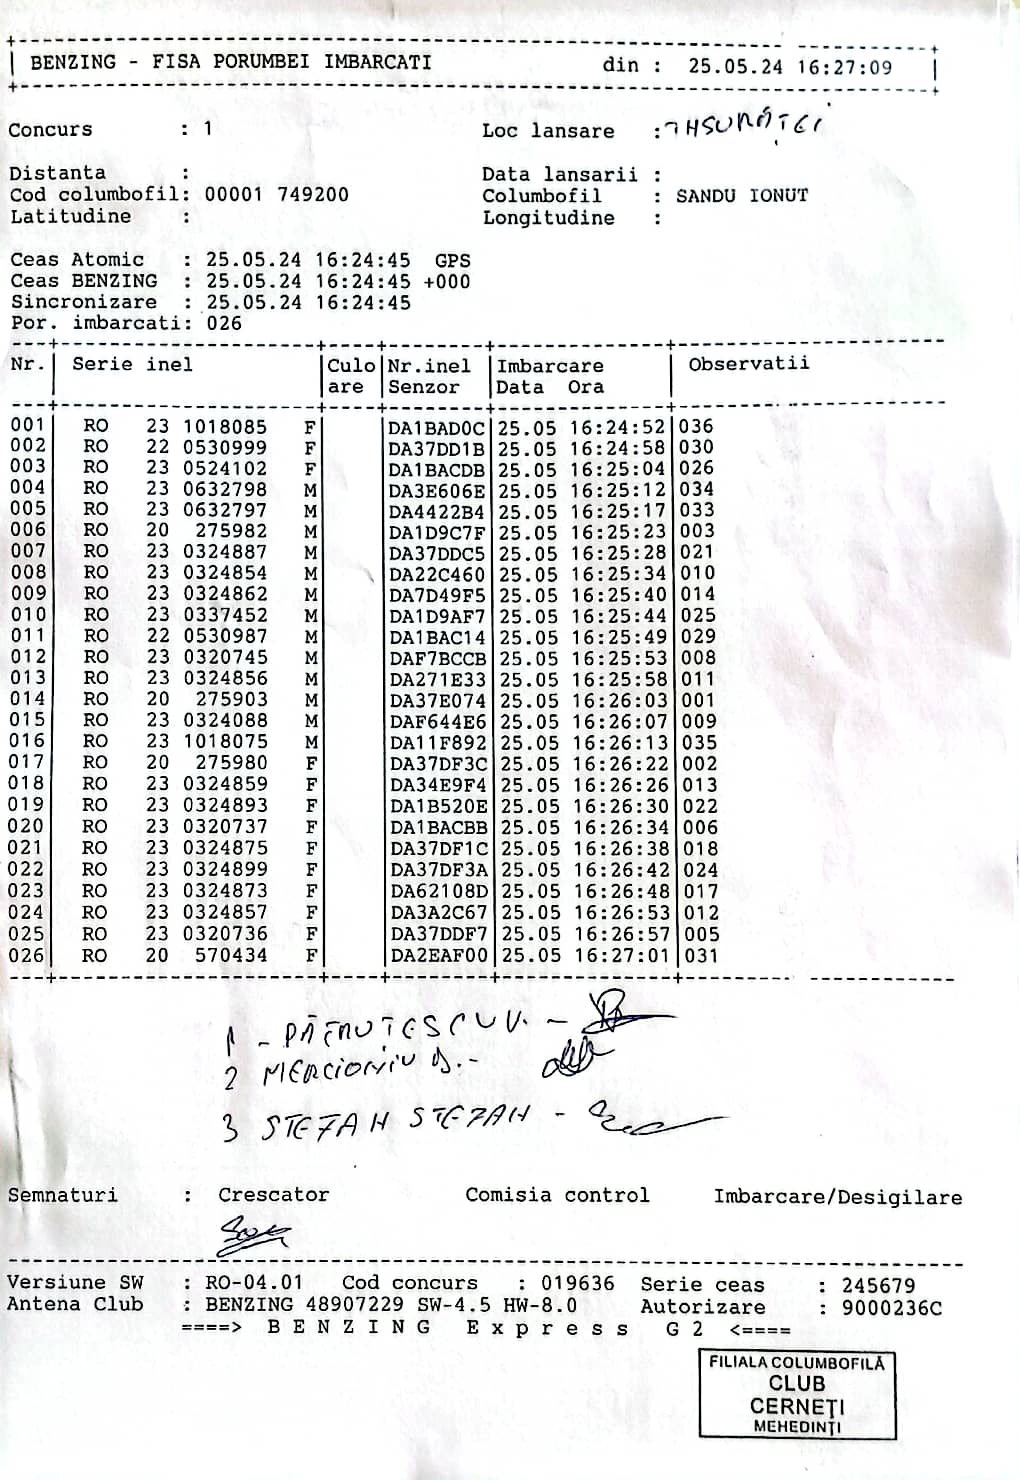 BENZING - FISA PORUMBEI IMBARCATI din : 25.05.24 16:27:09
Concurs : 1 Loc lansare : ÎNSURĂȚEI
Distanta : Data lansarii :
Cod columbofil: 00001 749200 Columbofil : SANDU IONUT
Latitudine : Longitudine :
Ceas Atomic : 25.05.24 16:24:45 GPS
Ceas BENZING : 25.05.24 16:24:45 +000
Sincronizare : 25.05.24 16:24:45
Por. imbarcati: 026
Nr. Serie inel Culo Nr.inel Imbarcare Observatii
are Senzor Data Ora
001 RO 23 1018085 F DA1BAD0C 25.05 16:24:52 036
002 RO 22 0530999 F DA37DD1B 25.05 16:24:58 030
003 RO 23 0524102 F DA1BACDB 25.05 16:25:04 026
004 RO 23 0632798 M DA3E606E 25.05 16:25:12 034
005 RO 23 0632797 M DA4422B4 25.05 16:25:17 033
006 RO 20 275982 M DA1D9C7F 25.05 16:25:23 003
007 RO 23 0324887 M DA37DDC5 25.05 16:25:28 021
008 RO 23 0324854 M DA22C460 25.05 16:25:34 010
009 RO 23 0324862 M DA7D49F5 25.05 16:25:40 014
010 RO 23 0337452 M DA1D9AF7 25.05 16:25:44 025
011 RO 22 0530987 M DA1BAC14 25.05 16:25:49 029
012 RO 23 0320745 M DAF7BCCB 25.05 16:25:53 008
013 RO 23 0324856 M DA271E33 25.05 16:25:58 011
014 RO 20 275903 M DA37E074 25.05 16:26:03 001
015 RO 23 0324088 M DAF644E6 25.05 16:26:07 009
016 RO 23 1018075 M DA11F892 25.05 16:26:13 035
017 RO 20 275980 F DA37DF3C 25.05 16:26:22 002
018 RO 23 0324859 F DA34E9F4 25.05 16:26:26 013
019 RO 23 0324893 F DA1B520E 25.05 16:26:30 022
020 RO 23 0320737 F DA1BACBB 25.05 16:26:34 006
021 RO 23 0324875 F DA37DF1C 25.05 16:26:38 018
022 RO 23 0324899 F DA37DF3A 25.05 16:26:42 024
023 RO 23 0324873 F DA62108D 25.05 16:26:48 017
024 RO 23 0324857 F DA3A2C67 25.05 16:26:53 012
025 RO 23 0320736 F DA37DDF7 25.05 16:26:57 005
026 RO 20 570434 F DA2EAF00 25.05 16:27:01 031
1 -
2 MERCIONIU D. -
3 STEFAN STEFAN -
Semnaturi : Crescator Comisia control Imbarcare/Desigilare
Versiune SW : RO-04.01 Cod concurs : 019636 Serie ceas : 245679
Antena Club : BENZING 48907229 SW-4.5 HW-8.0 Autorizare : 9000236C
====> B E N Z I N G E x p r e s s G 2 <====
FILIALA COLUMBOFILĂ
CLUB
CERNEȚI
MEHEDINȚI